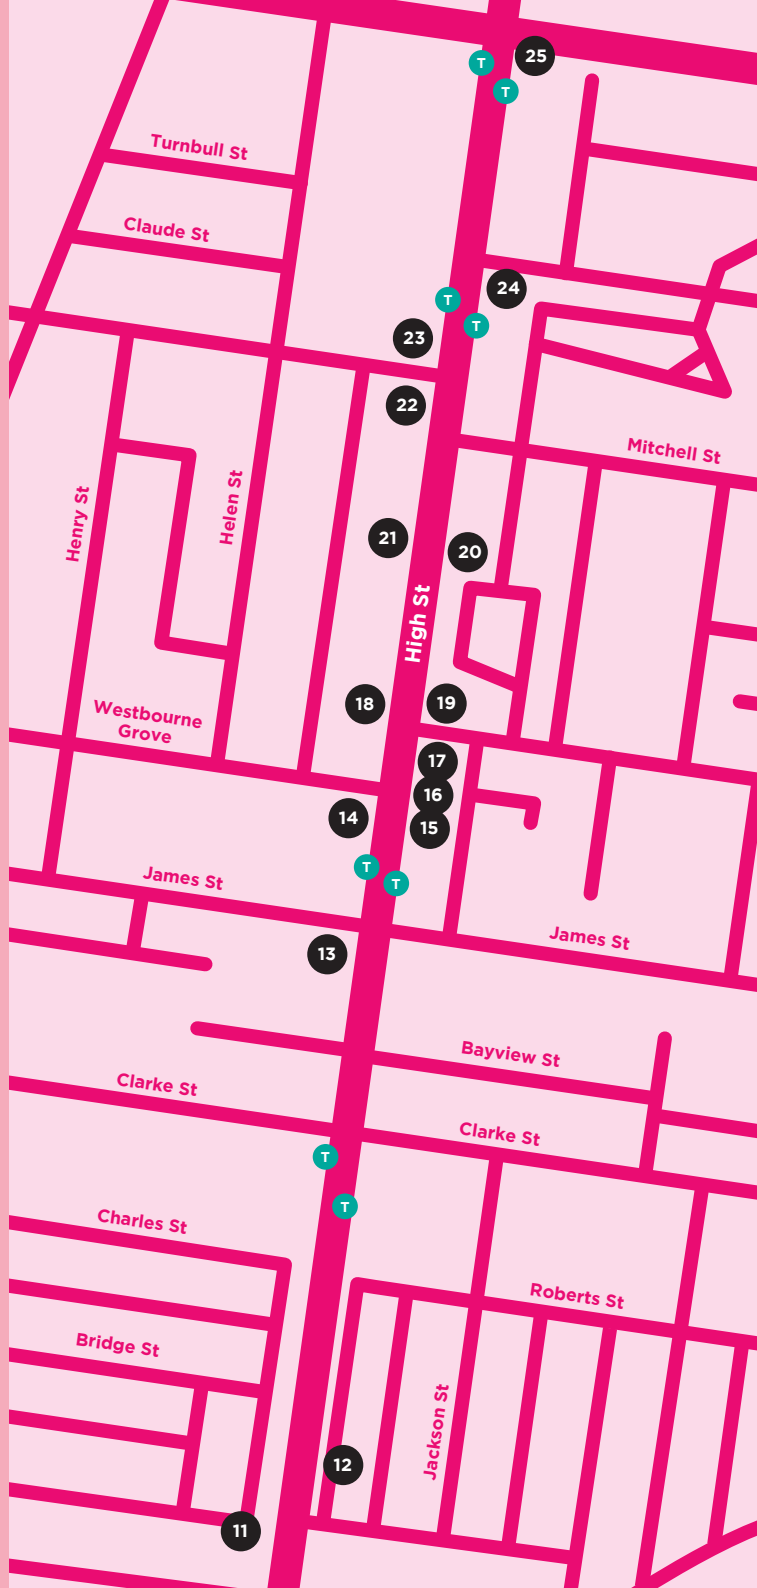 T
25
T
Turnbull St
Claude St
24
T
T
23
22
Mitchell St
Helen St
Henry St
21
20
High St
18
19
Westbourne
Grove
17
16
14
15
T
T
James St
James St
13
Bayview St
Clarke St
Clarke St
T
T
Charles St
Roberts St
Bridge St
Jackson St
12
11